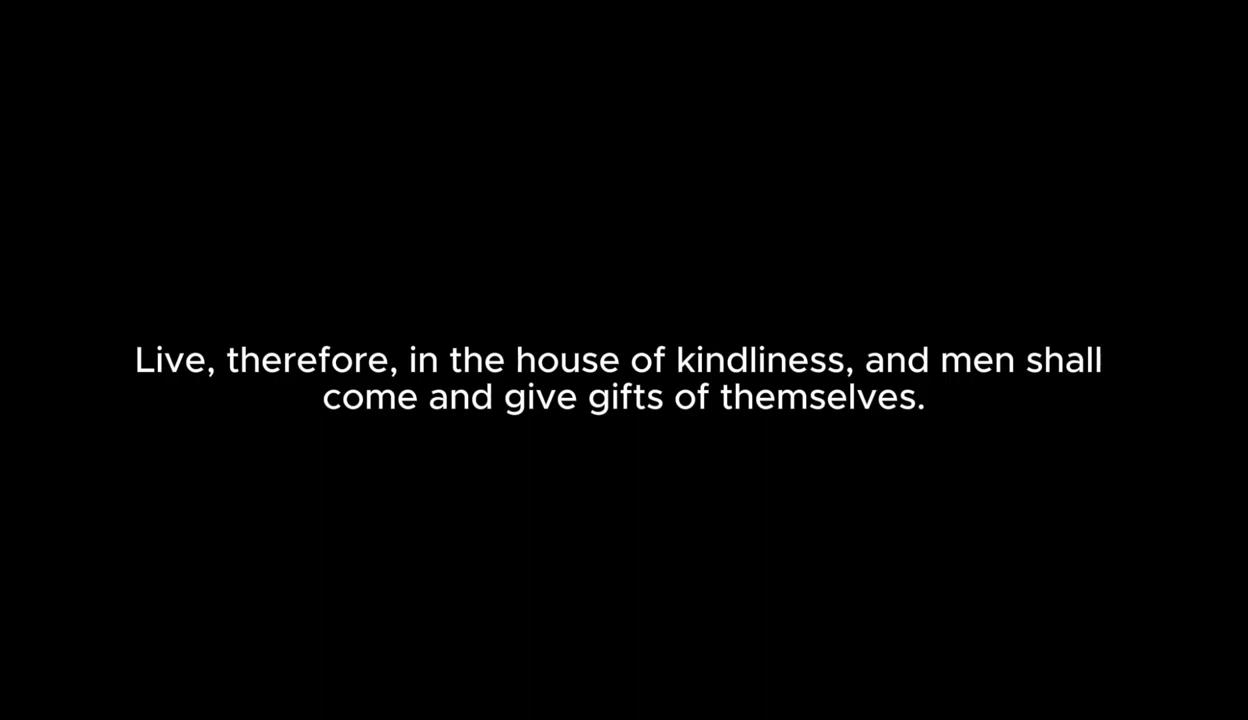 Live, therefore, in the house of kindliness, and men shall
come and give gifts of themselves.